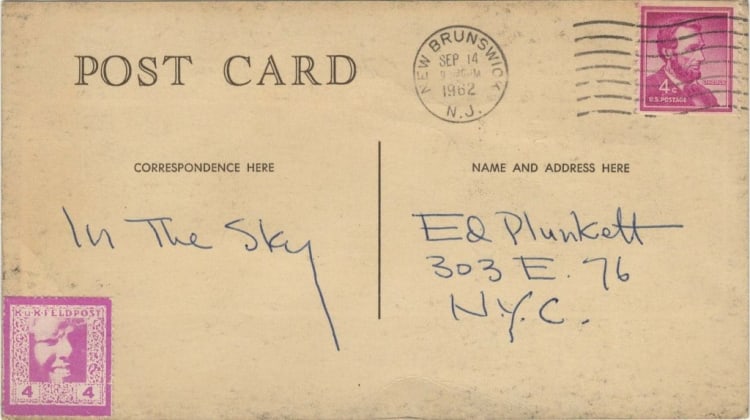 POST CARD
NEW BRUNSWICK
SEP 14
1962
N.J.
4¢
U.S. POSTAGE
CORRESPONDENCE HERE
NAME AND ADDRESS HERE
In The Sky
Ed Plunkett
303 E. 76
N.Y.C.
K.u.K. FELDPOST
4 4